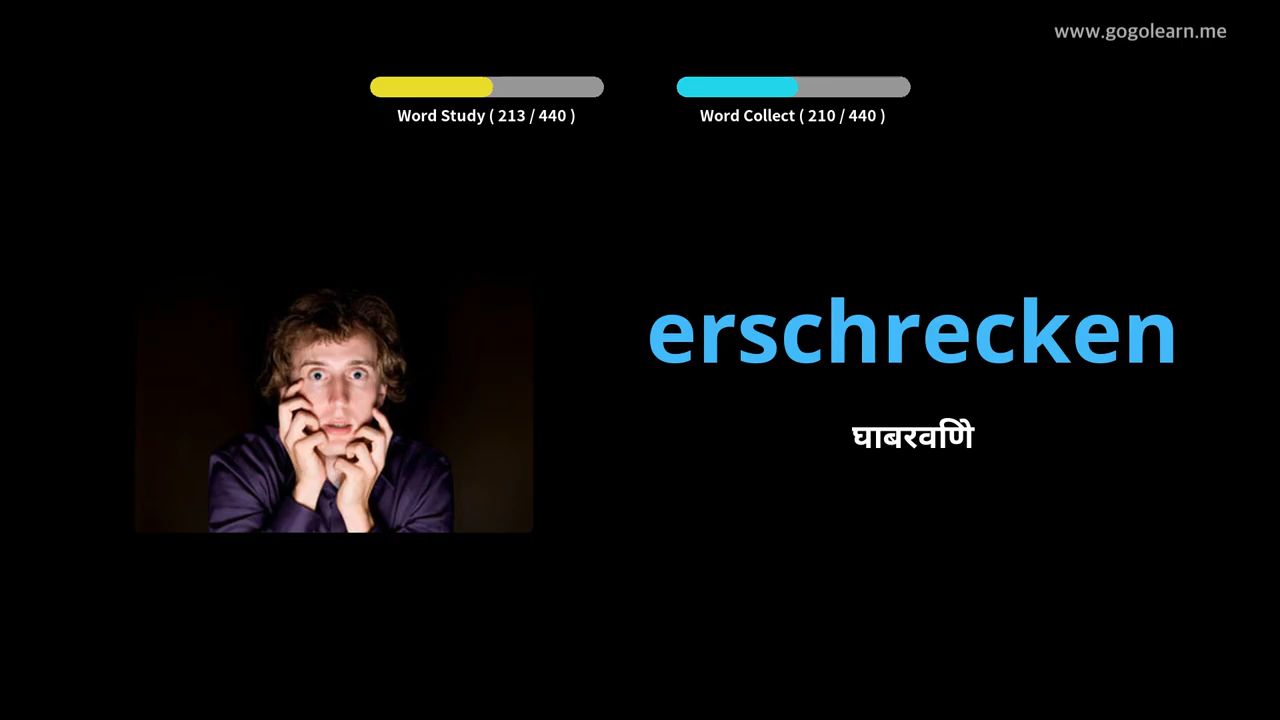 www.gogolearn.me
Word Study ( 213 / 440 )
Word Collect ( 210 / 440 )
erschrecken
घाबरवणिे